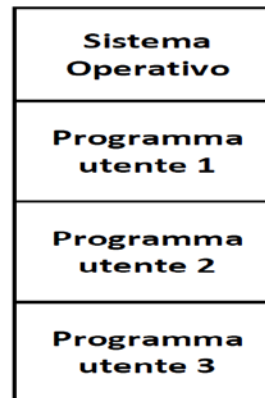 Sistema
Operativo
Programma
utente 1
Programma
utente 2
Programma
utente 3